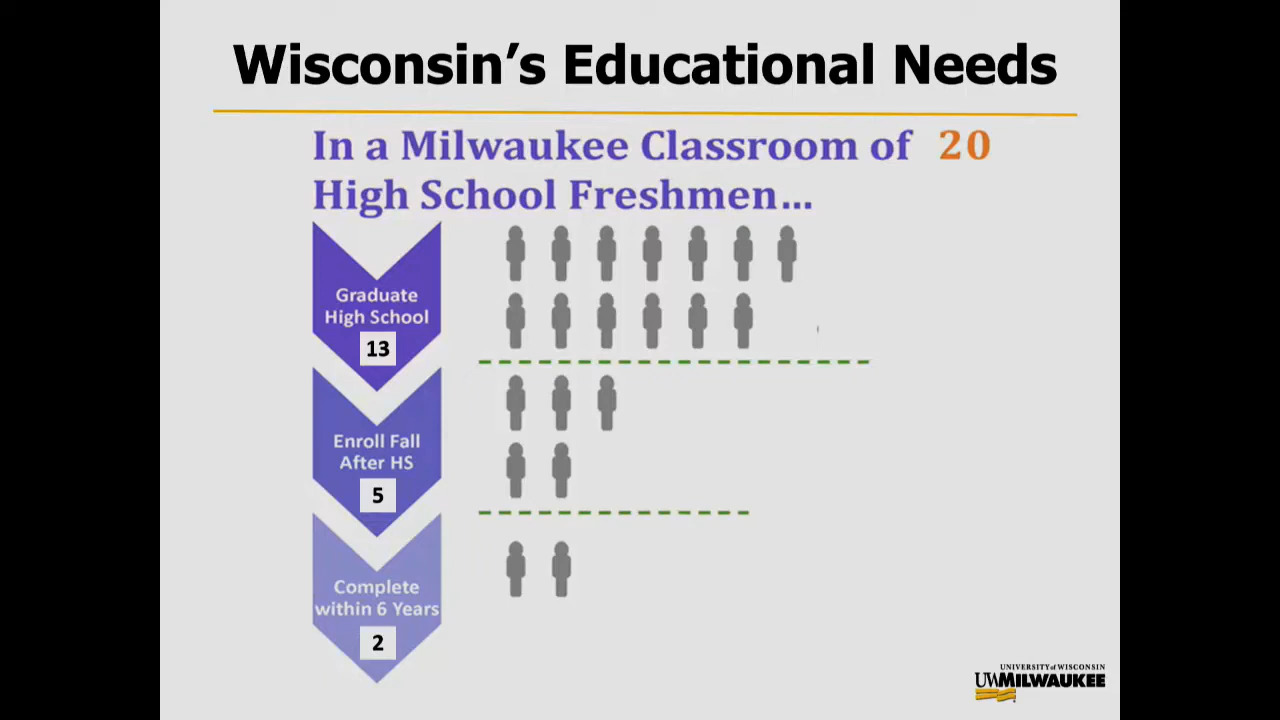 Wisconsin’s Educational Needs
In a Milwaukee Classroom of 20
High School Freshmen...
Graduate
High School
13
Enroll Fall
After HS
5
Complete
within 6 Years
2
UNIVERSITY of WISCONSIN
UWMILWAUKEE